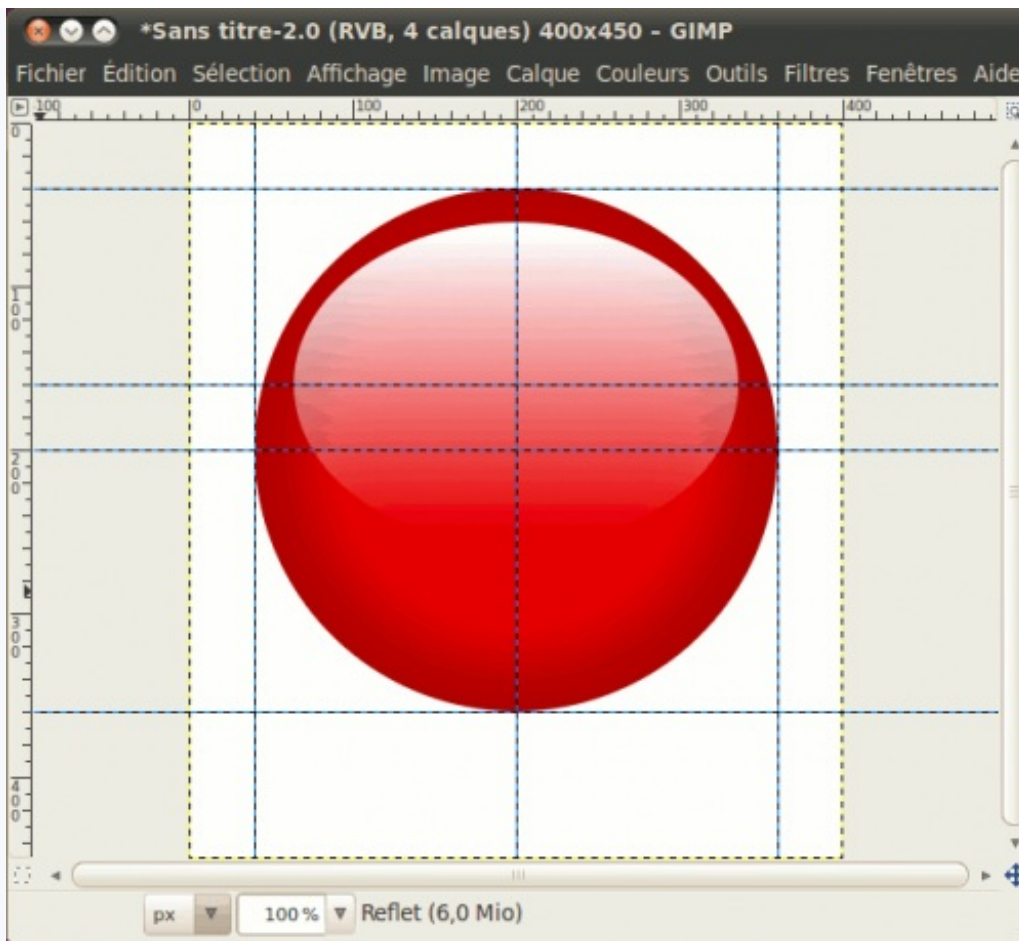 *Sans titre-2.0 (RVB, 4 calques) 400x450 – GIMP
Fichier Édition Sélection Affichage Image Calque Couleurs Outils Filtres Fenêtres Aide
100 0 100 200 300 400
0
100
200
300
400
px 100 % Reflet (6,0 Mio)